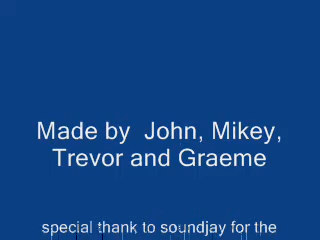 Made by  John, Mikey,
Trevor and Graeme
special thank to soundjay for the